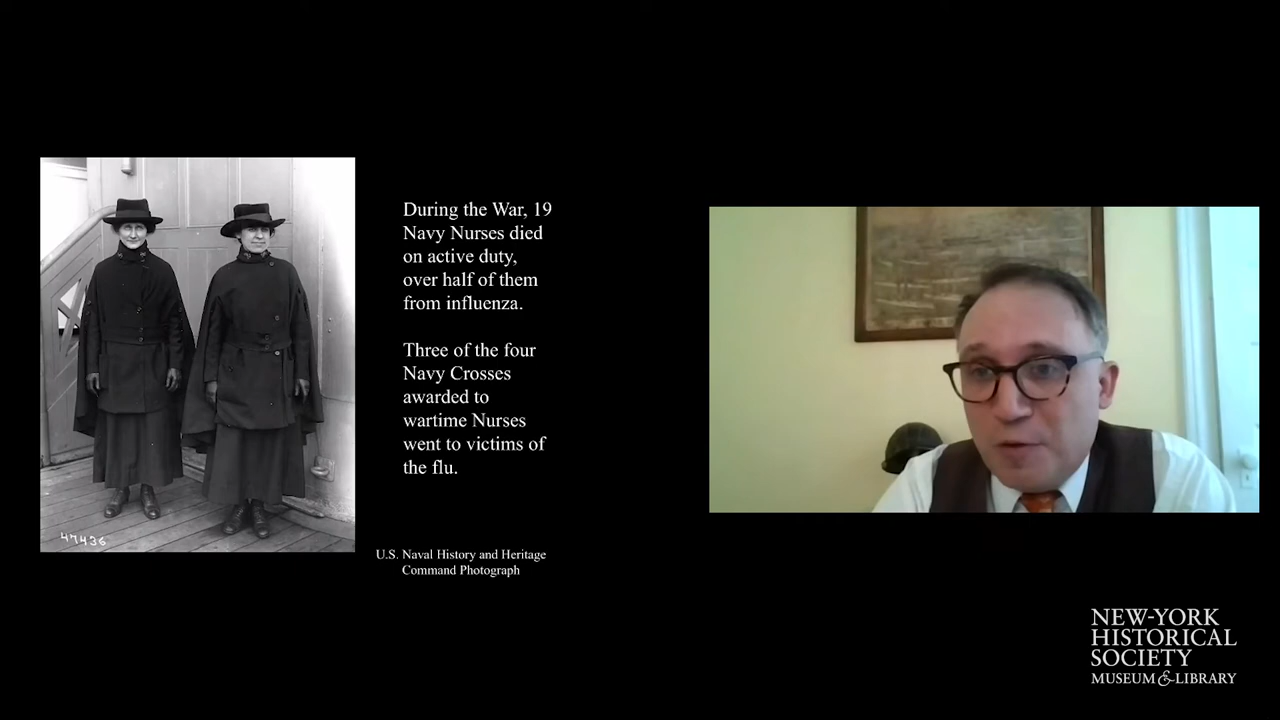 During the War, 19
Navy Nurses died
on active duty,
over half of them
from influenza.
Three of the four
Navy Crosses
awarded to
wartime Nurses
went to victims of
the flu.
47436
U.S. Naval History and Heritage
Command Photograph
NEW-YORK
HISTORICAL
SOCIETY
MUSEUM & LIBRARY